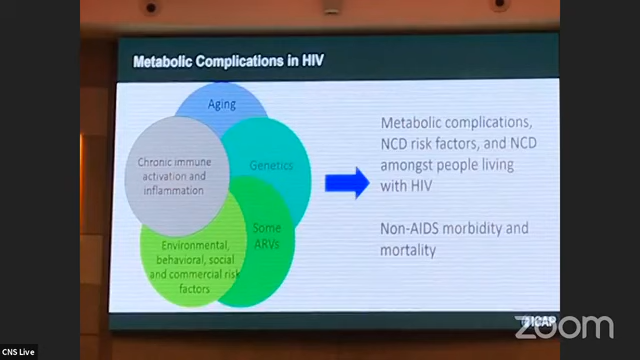 Metabolic Complications in HIV
Aging
Chronic immune
activation and
inflammation
Genetics
Some
ARVs
Environmental,
behavioral, social
and commercial risk
factors
Metabolic complications,
NCD risk factors, and NCD
amongst people living
with HIV
Non-AIDS morbidity and
mortality
ICAP
zoom
CNS Live